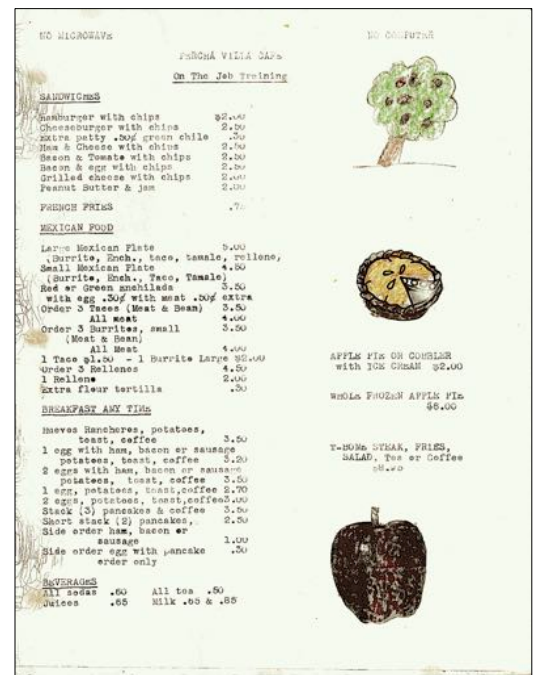 NO MICROWAVE
NO COMPUTER
PERCHA VILLA CAFE
On The Job Training
SANDWICHES
Hamburger with chips $2.00
Cheeseburger with chips 2.50
Extra patty .50¢ green chile .30
Ham & Cheese with chips 2.50
Bacon & Tomato with chips 2.50
Bacon & egg with chips 2.50
Grilled cheese with chips 2.00
Peanut Butter & jam 2.00
FRENCH FRIES .75
MEXICAN FOOD
Large Mexican Plate 5.00
(Burrito, Ench., taco, tamale, relleno,
Small Mexican Plate 4.50
(Burrito, Ench., Taco, Tamale)
Red or Green Enchilada 3.50
with egg .30¢ with meat .50¢ extra
Order 3 Tacos (Meat & Bean) 3.50
All meat 4.00
Order 3 Burritos, small 3.50
(Meat & Bean)
All Meat 4.00
1 Taco $1.50 - 1 Burrito Large $2.00
Order 3 Rellenos 4.50
1 Relleno 2.00
Extra flour tortilla .30
BREAKFAST ANY TIME
Huevos Rancheros, potatoes,
toast, coffee 3.50
1 egg with ham, bacon or sausage
potatoes, toast, coffee 3.20
2 eggs with ham, bacon or sausage
potatoes, toast, coffee 3.50
1 egg, potatoes, toast,coffee 2.70
2 eggs, potatoes, toast,coffee3.00
Stack (3) pancakes & coffee 3.50
Short stack (2) pancakes, 2.50
Side order ham, bacon or
sausage 1.00
Side order egg with pancake .50
order only
BEVERAGES
All sodas .60 All tea .50
Juices .65 Milk .65 & .85
APPLE PIE OR COBBLER
with ICE CREAM $2.00
WHOLE FROZEN APPLE PIE
$8.00
T-BONE STEAK, FRIES,
SALAD, Tea or Coffee
$8.95